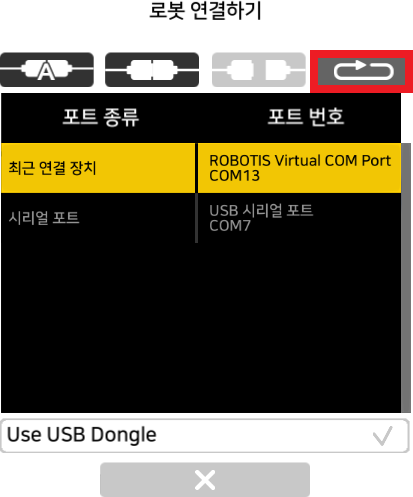 로봇 연결하기
A
포트 종류 포트 번호
최근 연결 장치 ROBOTIS Virtual COM Port
COM13
시리얼 포트 USB 시리얼 포트
COM7
Use USB Dongle